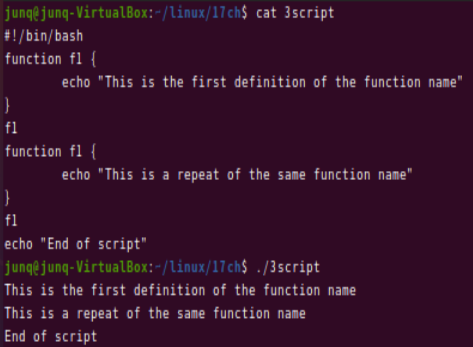 junq@junq-VirtualBox:~/linux/17ch$ cat 3script
#!/bin/bash
function f1 {
        echo "This is the first definition of the function name"
}
f1
function f1 {
        echo "This is a repeat of the same function name"
}
f1
echo "End of script"
junq@junq-VirtualBox:~/linux/17ch$ ./3script
This is the first definition of the function name
This is a repeat of the same function name
End of script